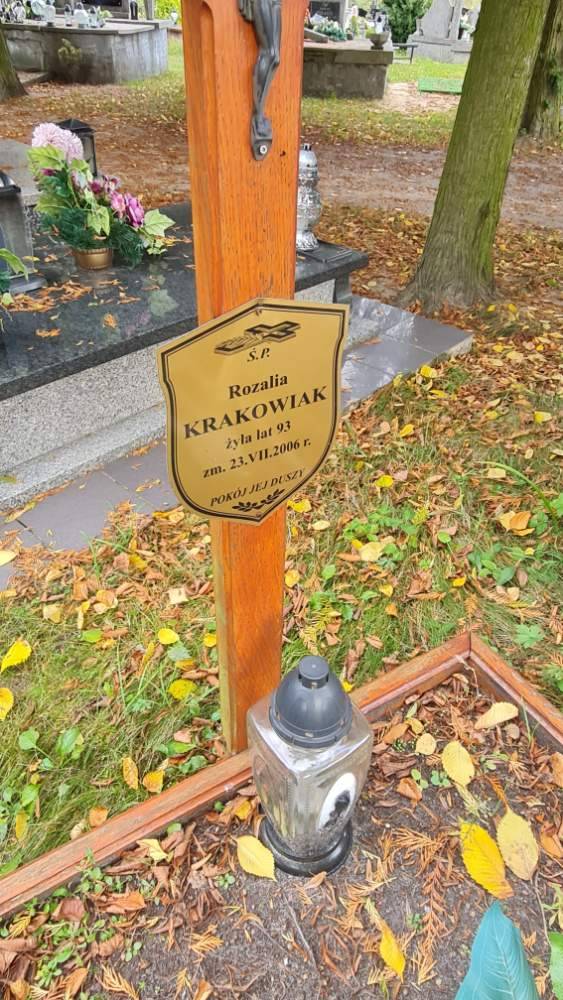 Ś.P.
Rozalia
KRAKOWIAK
żyła lat 93
zm. 23.VII.2006 r.
POKÓJ JEJ DUSZY